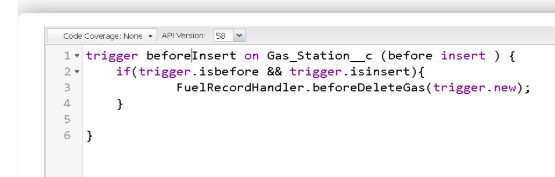 Code Coverage: None ▾ API Version: 58
1 trigger beforeInsert on Gas_Station__c (before insert ) {
2 if(trigger.isbefore && trigger.isinsert){
3 FuelRecordHandler.beforeDeleteGas(trigger.new);
4 }
5
6 }